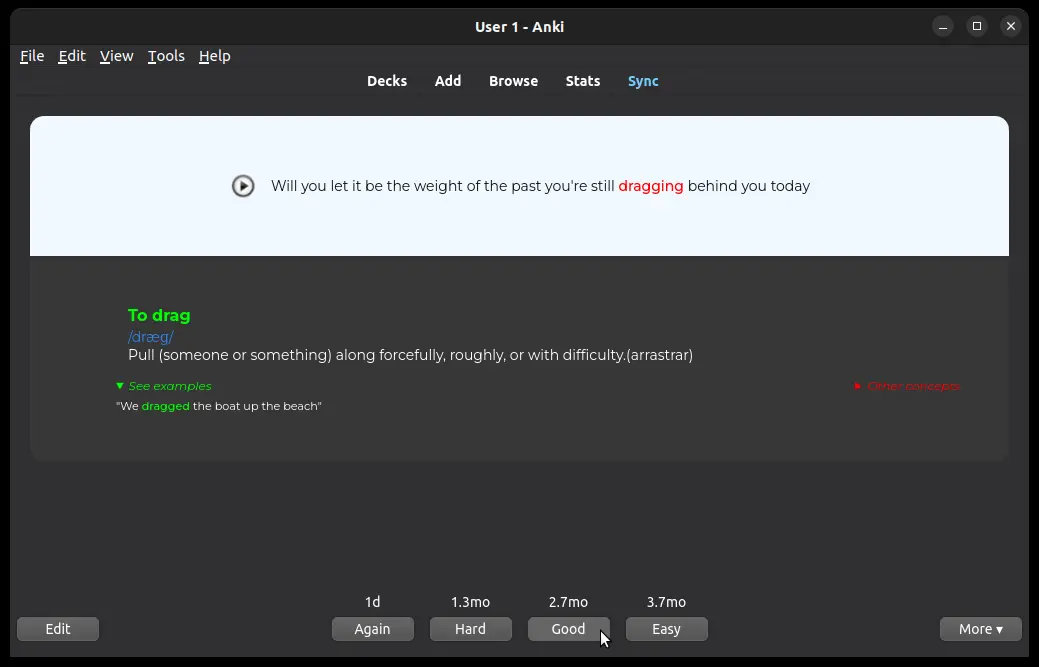 User 1 - Anki
File Edit View Tools Help
Decks Add Browse Stats Sync
Will you let it be the weight of the past you're still dragging behind you today
To drag
/dræg/
Pull (someone or something) along forcefully, roughly, or with difficulty.(arrastrar)
See examples
Other concepts
"We dragged the boat up the beach"
1d 1.3mo 2.7mo 3.7mo
Edit Again Hard Good Easy More ▾